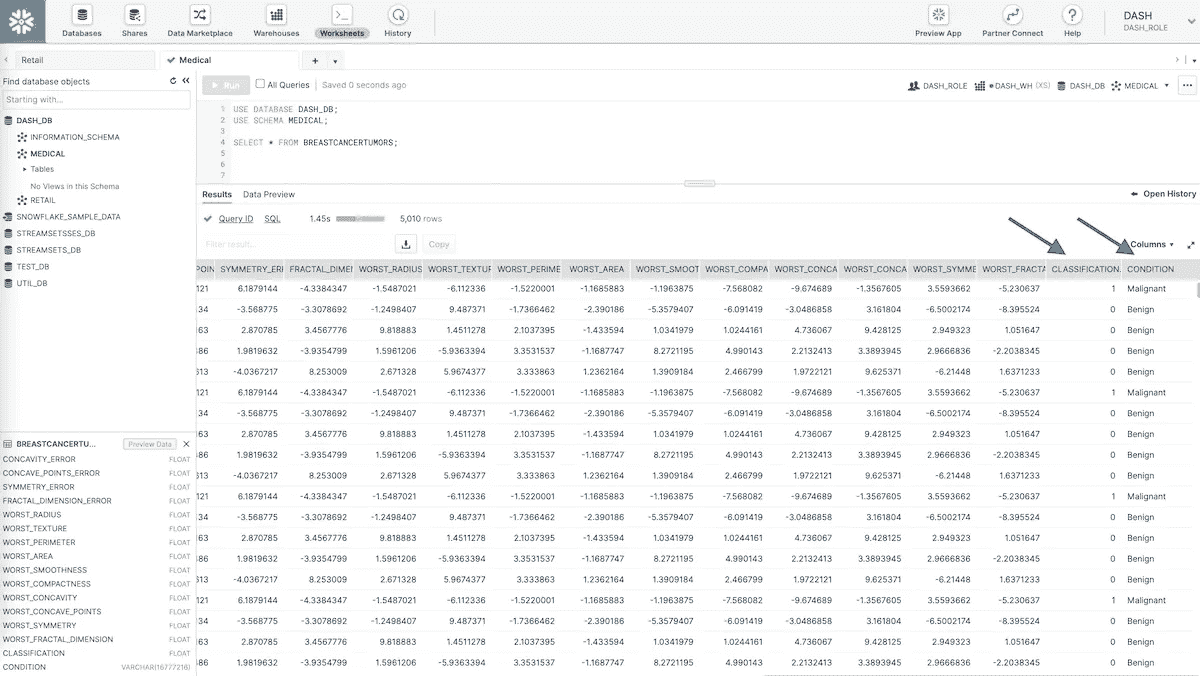 Databases Shares Data Marketplace Warehouses Worksheets History Preview App Partner Connect Help DASH DASH_ROLE
Retail Medical
Find database objects
Starting with...
DASH_DB
INFORMATION_SCHEMA
MEDICAL
Tables
No Views in this Schema
RETAIL
SNOWFLAKE_SAMPLE_DATA
STREAMSETSSES_DB
STREAMSETS_DB
TEST_DB
UTIL_DB
BREASTCANCERTU... Preview Data
CONCAVITY_ERROR FLOAT
CONCAVE_POINTS_ERROR FLOAT
SYMMETRY_ERROR FLOAT
FRACTAL_DIMENSION_ERROR FLOAT
WORST_RADIUS FLOAT
WORST_TEXTURE FLOAT
WORST_PERIMETER FLOAT
WORST_AREA FLOAT
WORST_SMOOTHNESS FLOAT
WORST_COMPACTNESS FLOAT
WORST_CONCAVITY FLOAT
WORST_CONCAVE_POINTS FLOAT
WORST_SYMMETRY FLOAT
WORST_FRACTAL_DIMENSION FLOAT
CLASSIFICATION FLOAT
CONDITION VARCHAR(16777216)
Run All Queries Saved 0 seconds ago DASH_ROLE DASH_WH (XS) DASH_DB MEDICAL
1 USE DATABASE DASH_DB;
2 USE SCHEMA MEDICAL;
3
4 SELECT * FROM BREASTCANCERTUMORS;
5
6
7
Results Data Preview Open History
Query ID SQL 1.45s 5,010 rows
Filter result... Copy Columns
POIN SYMMETRY_ERI FRACTAL_DIMEI WORST_RADIUS WORST_TEXTUF WORST_PERIME WORST_AREA WORST_SMOOT WORST_COMPA WORST_CONCA WORST_CONCA WORST_SYMME WORST_FRACTA CLASSIFICATION. CONDITION
121 6.1879144 -4.3384347 -1.5487021 -6.112336 -1.5220001 -1.1685883 -1.1963875 -7.568082 -9.674689 -1.3567605 3.5593662 -5.230637 1 Malignant
34 -3.568775 -3.3078692 -1.2498407 9.487371 -1.7366462 -2.390186 -5.3579407 -6.091419 -3.0486858 3.161804 -6.5002174 -8.395524 0 Benign
63 2.870785 3.4567776 9.818883 1.4511278 2.1037395 -1.433594 1.0341979 1.0244161 4.736067 9.428125 2.949323 1.051647 0 Benign
86 1.9819632 -3.9354799 1.5961206 -5.9363394 3.3531537 -1.1687747 8.2721195 4.990143 2.2132413 3.3893945 2.9666836 -2.2038345 0 Benign
613 -4.0367217 8.253009 2.671328 5.9674377 3.333863 1.2362164 1.3909184 2.466799 1.9722121 9.625371 -6.21448 1.6371233 0 Benign
121 6.1879144 -4.3384347 -1.5487021 -6.112336 -1.5220001 -1.1685883 -1.1963875 -7.568082 -9.674689 -1.3567605 3.5593662 -5.230637 1 Malignant
34 -3.568775 -3.3078692 -1.2498407 9.487371 -1.7366462 -2.390186 -5.3579407 -6.091419 -3.0486858 3.161804 -6.5002174 -8.395524 0 Benign
63 2.870785 3.4567776 9.818883 1.4511278 2.1037395 -1.433594 1.0341979 1.0244161 4.736067 9.428125 2.949323 1.051647 0 Benign
86 1.9819632 -3.9354799 1.5961206 -5.9363394 3.3531537 -1.1687747 8.2721195 4.990143 2.2132413 3.3893945 2.9666836 -2.2038345 0 Benign
613 -4.0367217 8.253009 2.671328 5.9674377 3.333863 1.2362164 1.3909184 2.466799 1.9722121 9.625371 -6.21448 1.6371233 0 Benign
121 6.1879144 -4.3384347 -1.5487021 -6.112336 -1.5220001 -1.1685883 -1.1963875 -7.568082 -9.674689 -1.3567605 3.5593662 -5.230637 1 Malignant
34 -3.568775 -3.3078692 -1.2498407 9.487371 -1.7366462 -2.390186 -5.3579407 -6.091419 -3.0486858 3.161804 -6.5002174 -8.395524 0 Benign
63 2.870785 3.4567776 9.818883 1.4511278 2.1037395 -1.433594 1.0341979 1.0244161 4.736067 9.428125 2.949323 1.051647 0 Benign
86 1.9819632 -3.9354799 1.5961206 -5.9363394 3.3531537 -1.1687747 8.2721195 4.990143 2.2132413 3.3893945 2.9666836 -2.2038345 0 Benign
613 -4.0367217 8.253009 2.671328 5.9674377 3.333863 1.2362164 1.3909184 2.466799 1.9722121 9.625371 -6.21448 1.6371233 0 Benign
121 6.1879144 -4.3384347 -1.5487021 -6.112336 -1.5220001 -1.1685883 -1.1963875 -7.568082 -9.674689 -1.3567605 3.5593662 -5.230637 1 Malignant
34 -3.568775 -3.3078692 -1.2498407 9.487371 -1.7366462 -2.390186 -5.3579407 -6.091419 -3.0486858 3.161804 -6.5002174 -8.395524 0 Benign
63 2.870785 3.4567776 9.818883 1.4511278 2.1037395 -1.433594 1.0341979 1.0244161 4.736067 9.428125 2.949323 1.051647 0 Benign
86 1.9819632 -3.9354799 1.5961206 -5.9363394 3.3531537 -1.1687747 8.2721195 4.990143 2.2132413 3.3893945 2.9666836 -2.2038345 0 Benign